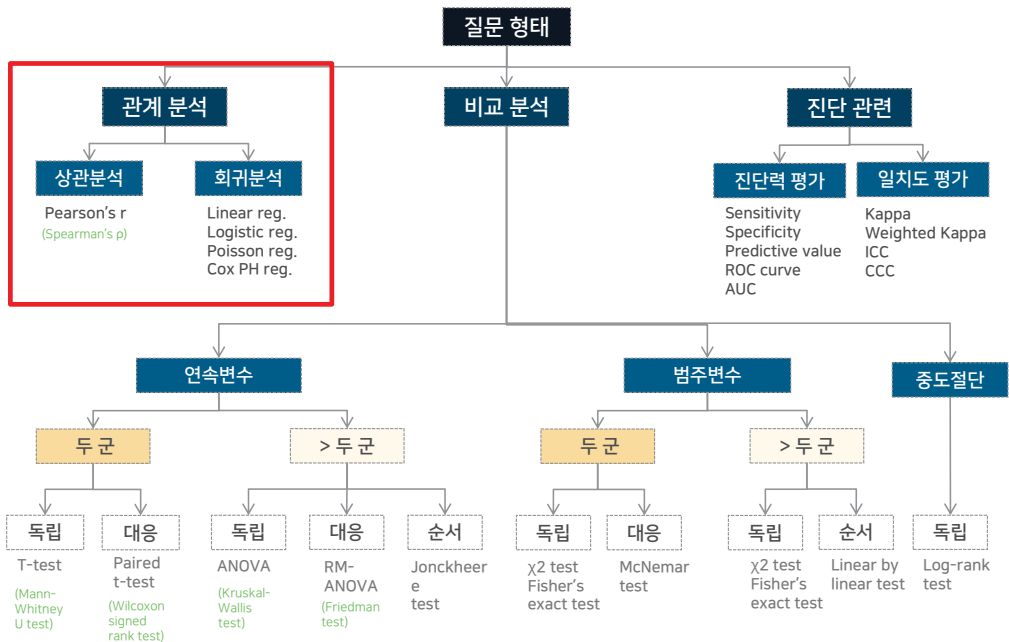 질문 형태
관계 분석
비교 분석
진단 관련
상관분석
회귀분석
진단력 평가
일치도 평가
Pearson's r
(Spearman's ρ)
Linear reg.
Logistic reg.
Poisson reg.
Cox PH reg.
Sensitivity
Specificity
Predictive value
ROC curve
AUC
Kappa
Weighted Kappa
ICC
CCC
연속변수
범주변수
중도절단
두 군
> 두 군
두 군
> 두 군
독립
대응
독립
대응
순서
독립
대응
독립
순서
독립
T-test
(Mann-
Whitney
U test)
Paired
t-test
(Wilcoxon
signed
rank test)
ANOVA
(Kruskal-
Wallis
test)
RM-
ANOVA
(Friedman
test)
Jonckheer
e
test
χ2 test
Fisher's
exact test
McNemar
test
χ2 test
Fisher's
exact test
Linear by
linear test
Log-rank
test